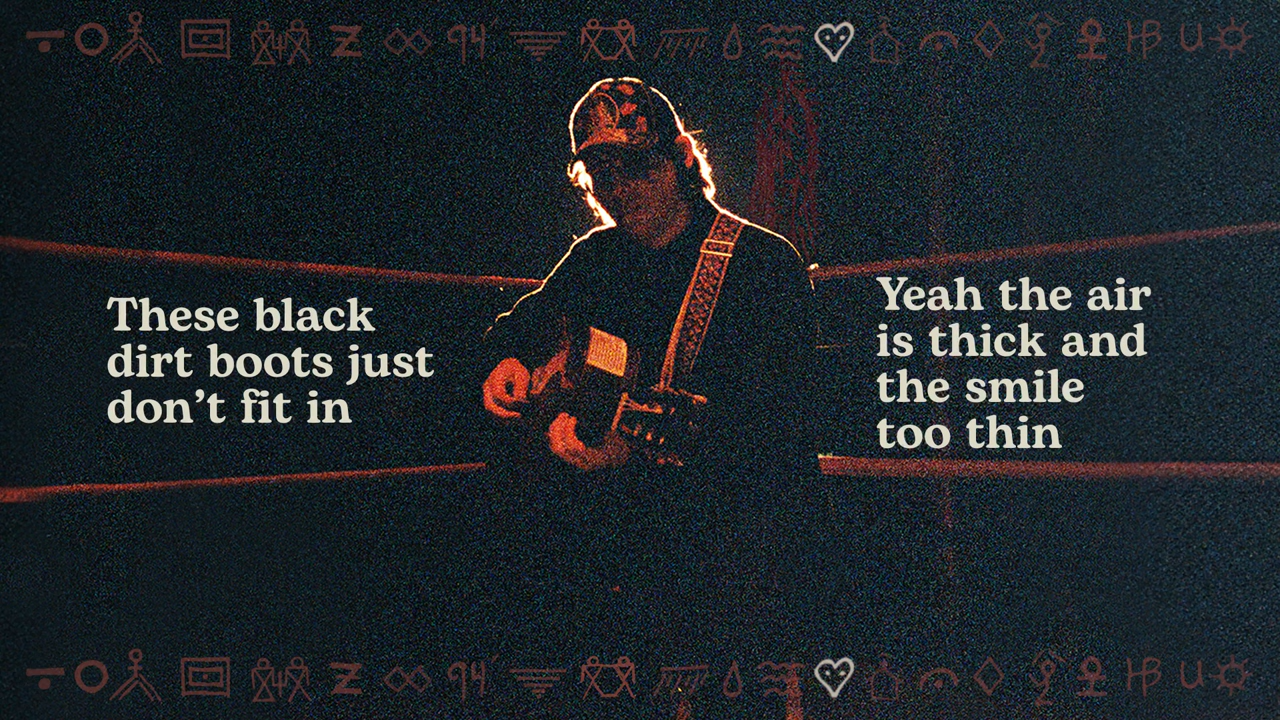 These black
dirt boots just
don’t fit in
Yeah the air
is thick and
the smile
too thin